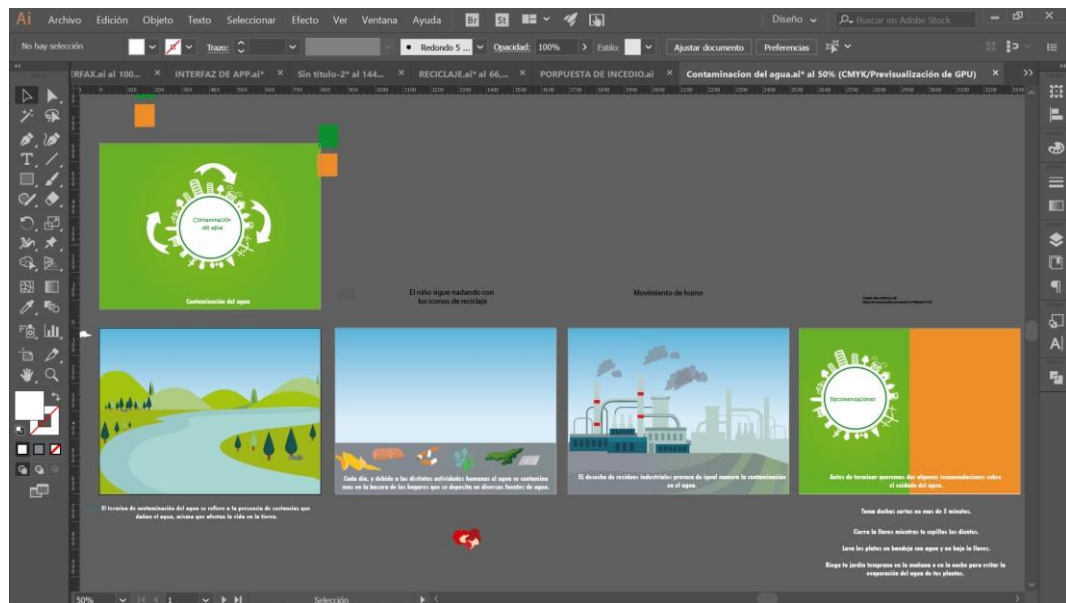 Ai Archivo Edición Objeto Texto Seleccionar Efecto Ver Ventana Ayuda Br St Diseño Buscar en Adobe Stock
No hay selección Trazo: Redondo 5 ... Opacidad: 100% Estilo: Ajustar documento Preferencias
ERFAX.ai al 100... INTERFAZ DE APP.ai* Sin título-2* al 144... RECICLAJE.ai* al 66,... PORPUESTA DE INCEDIO.ai Contaminacion del agua.ai* al 50% (CMYK/Previsualización de GPU)
Contaminación
del agua
Contaminación del agua
El niño sigue nadando con
los iconos de reciclaje
Movimiento de humo
Cada día, y debido a las distintas actividades humanas el agua se contamina
mas en la basura de los hogares que se deposita en diversas fuentes de agua.
EL desecho de residuos industriales provoca de igual manera la contaminación
en el agua.
Recomendaciones
Antes de terminar queremos dar algunas recomendaciones sobre
el cuidado del agua.
El termino de contaminación del agua se refiere a la presencia de sustancias que
dañan el agua, misma que afectan la vida en la tierra.
Toma duchas cortas no mas de 5 minutos.
Cierra la llaves mientras te cepillas los dientes.
Lava los platos en bandeja con agua y no bajo la llaves.
Riega tu jardín temprano en la mañana o en la noche para evitar la
evaporación del agua de tus plantas.
50% 1 Selección